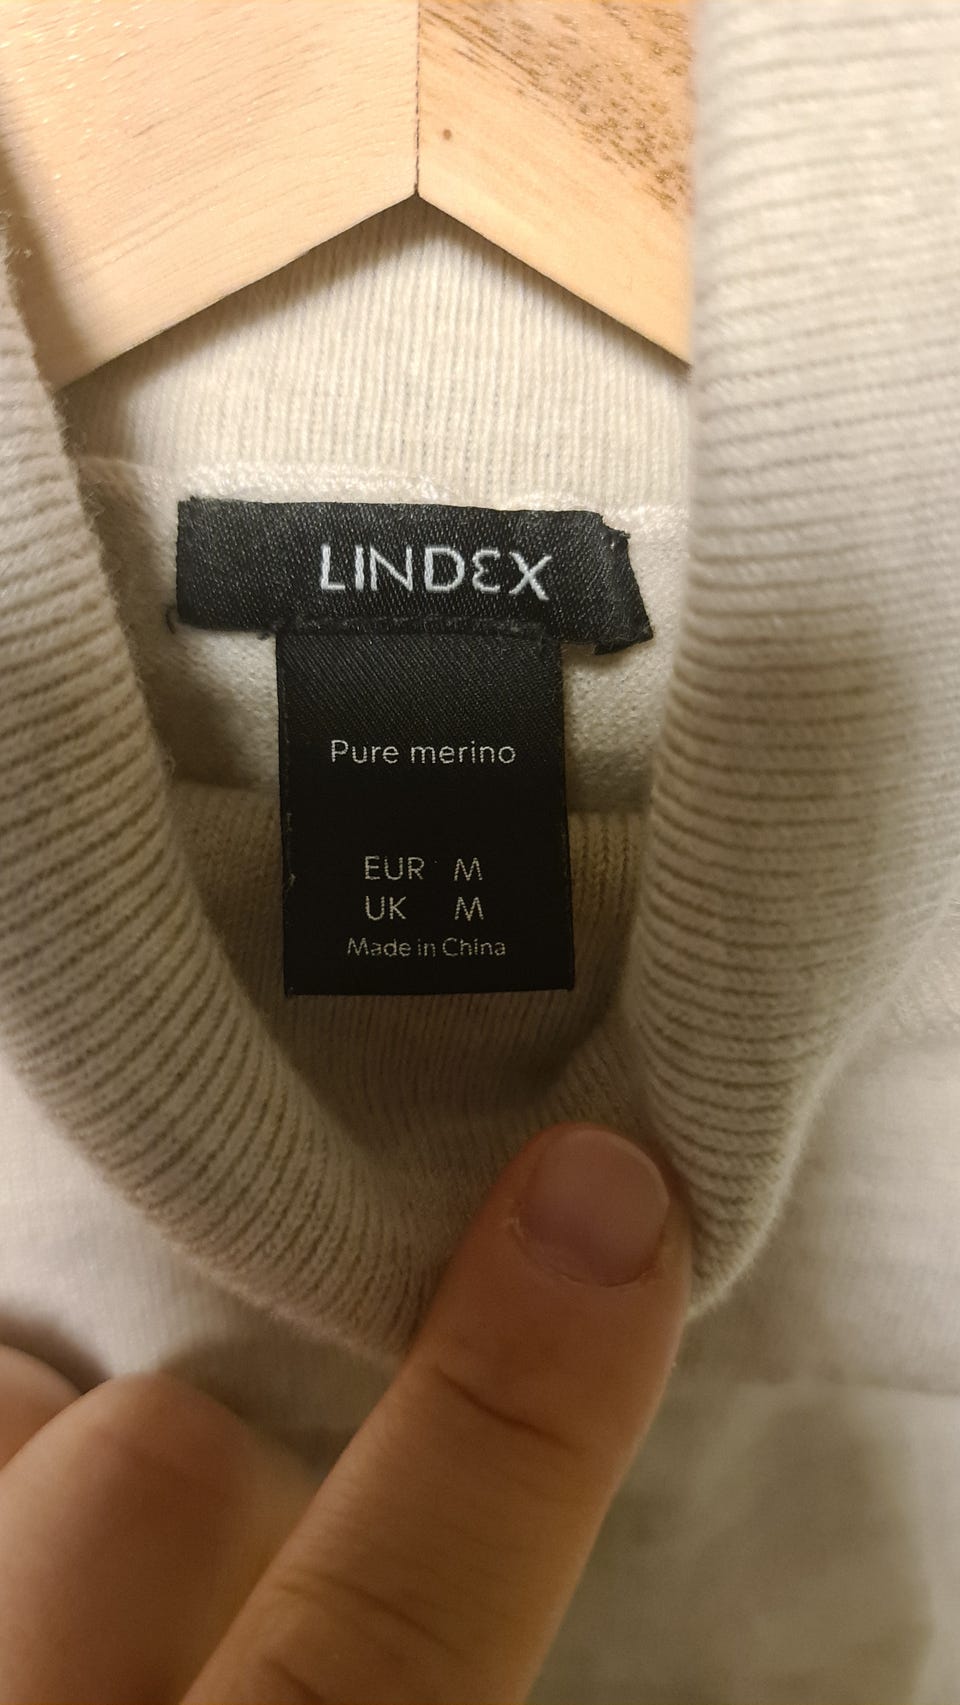 LINDEX
Pure merino
EUR M
UK M
Made in China